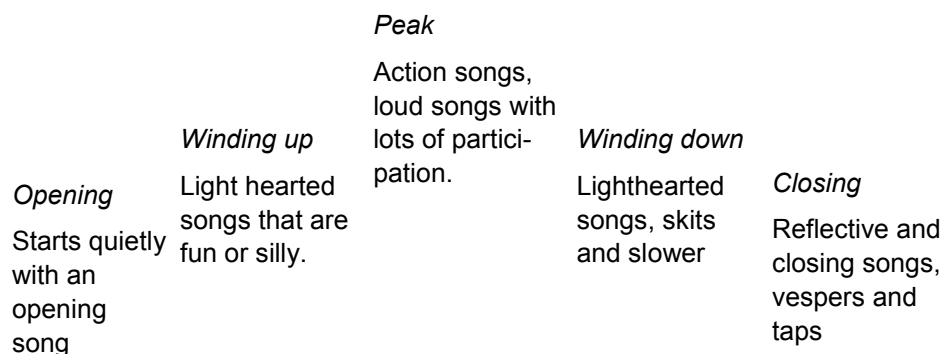 Opening
Starts quietly
with an
opening
song
Winding up
Light hearted
songs that are
fun or silly.
Peak
Action songs,
loud songs with
lots of partici-
pation.
Winding down
Lighthearted
songs, skits
and slower
Closing
Reflective and
closing songs,
vespers and
taps